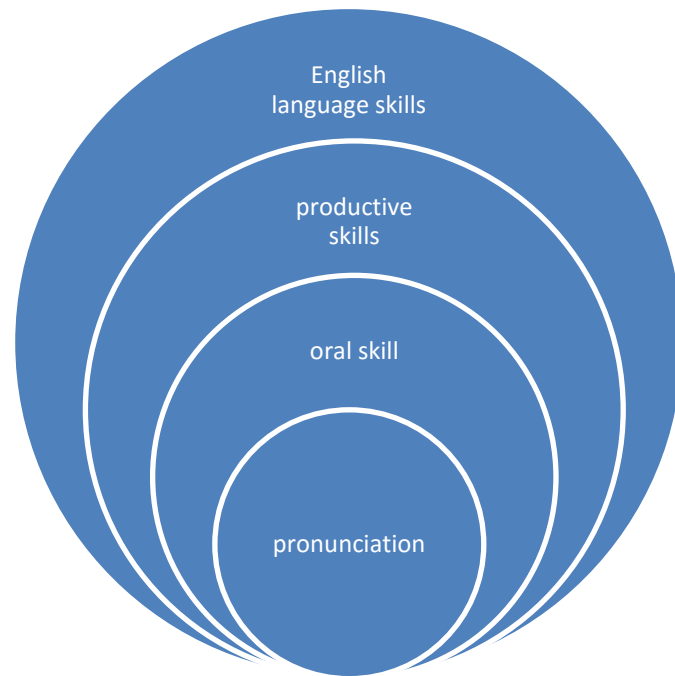 English
language skills
productive
skills
oral skill
pronunciation